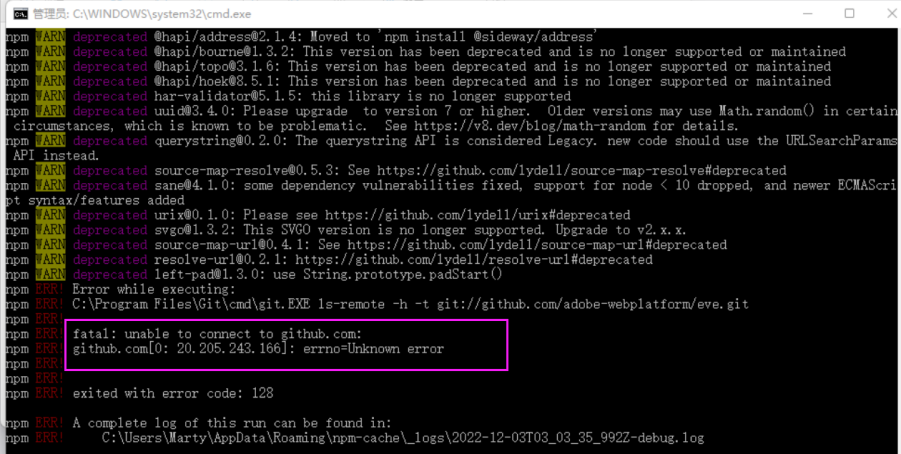 管理员: C:\WINDOWS\system32\cmd.exe
npm WARN deprecated @hapi/address@2.1.4: Moved to 'npm install @sideway/address'
npm WARN deprecated @hapi/bourne@1.3.2: This version has been deprecated and is no longer supported or maintained
npm WARN deprecated @hapi/topo@3.1.6: This version has been deprecated and is no longer supported or maintained
npm WARN deprecated @hapi/hoek@8.5.1: This version has been deprecated and is no longer supported or maintained
npm WARN deprecated har-validator@5.1.5: this library is no longer supported
npm WARN deprecated uuid@3.4.0: Please upgrade  to version 7 or higher.  Older versions may use Math.random() in certain
circumstances, which is known to be problematic.  See https://v8.dev/blog/math-random for details.
npm WARN deprecated querystring@0.2.0: The querystring API is considered Legacy. new code should use the URLSearchParams
API instead.
npm WARN deprecated source-map-resolve@0.5.3: See https://github.com/lydell/source-map-resolve#deprecated
npm WARN deprecated sane@4.1.0: some dependency vulnerabilities fixed, support for node < 10 dropped, and newer ECMAScri
pt syntax/features added
npm WARN deprecated urix@0.1.0: Please see https://github.com/lydell/urix#deprecated
npm WARN deprecated svgo@1.3.2: This SVGO version is no longer supported. Upgrade to v2.x.x.
npm WARN deprecated source-map-url@0.4.1: See https://github.com/lydell/source-map-url#deprecated
npm WARN deprecated resolve-url@0.2.1: https://github.com/lydell/resolve-url#deprecated
npm WARN deprecated left-pad@1.3.0: use String.prototype.padStart()
npm ERR! Error while executing:
npm ERR! C:\Program Files\Git\cmd\git.EXE ls-remote -h -t git://github.com/adobe-webplatform/eve.git
npm ERR!
npm ERR! fatal: unable to connect to github.com:
npm ERR! github.com[0: 20.205.243.166]: errno=Unknown error
npm ERR!
npm ERR!
npm ERR! exited with error code: 128
npm ERR! A complete log of this run can be found in:
npm ERR!     C:\Users\Marty\AppData\Roaming\npm-cache\_logs\2022-12-03T03_03_35_992Z-debug.log